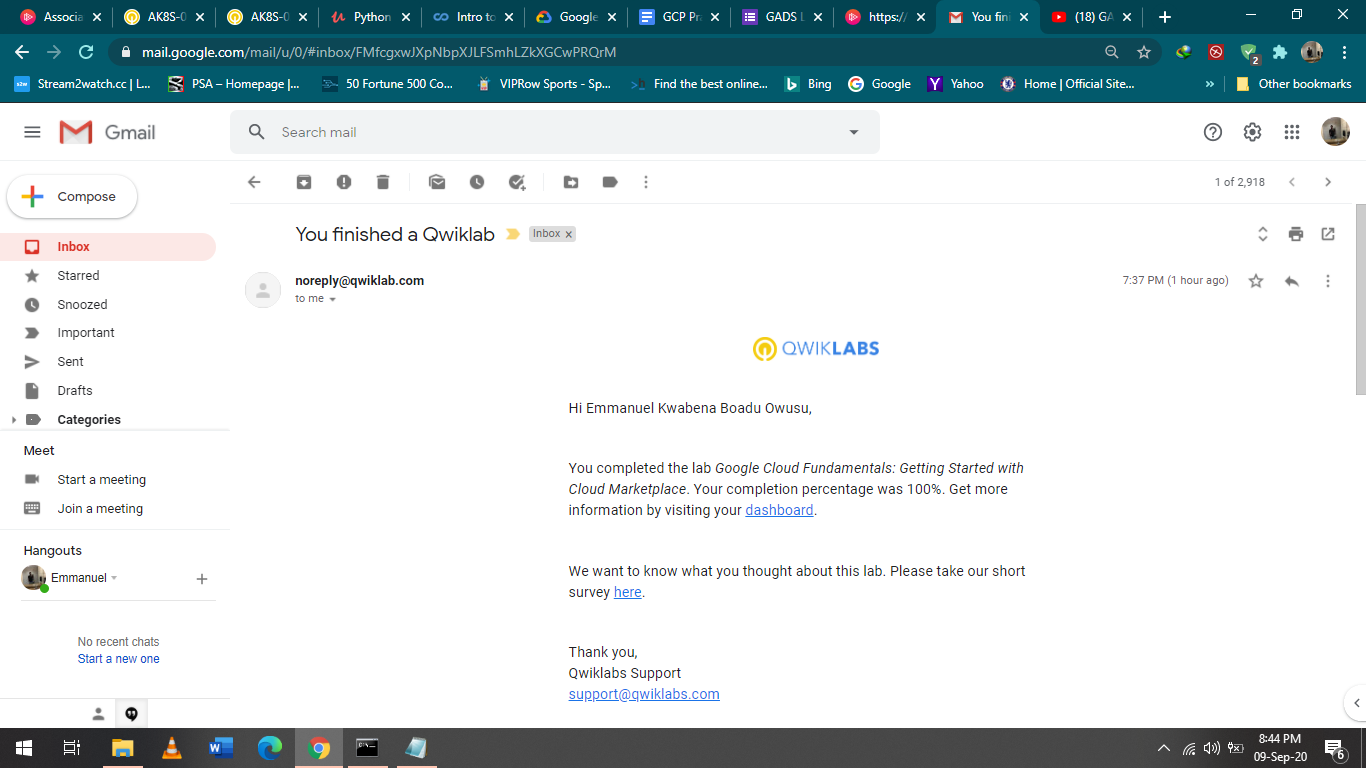 Associa
AK8S-0
AK8S-0
Python
Intro to
Google
GCP Pr
GADS L
https://
You fini
(18) GA
mail.google.com/mail/u/0/#inbox/FMfcgxwJXpNbpXJLFSmhLZkXGCwPRQrM
Stream2watch.cc | L...
PSA – Homepage |...
50 Fortune 500 Co...
VIPRow Sports - Sp...
Find the best online...
Bing
Google
Yahoo
Home | Official Site...
»
Other bookmarks
Gmail
Search mail
Compose
1 of 2,918
You finished a Qwiklab
Inbox x
Inbox
Starred
Snoozed
Important
Sent
Drafts
Categories
noreply@qwiklab.com
7:37 PM (1 hour ago)
to me
QWIKLABS
Hi Emmanuel Kwabena Boadu Owusu,
You completed the lab Google Cloud Fundamentals: Getting Started with
Cloud Marketplace. Your completion percentage was 100%. Get more
information by visiting your dashboard.
We want to know what you thought about this lab. Please take our short
survey here.
Thank you,
Qwiklabs Support
support@qwiklabs.com
Meet
Start a meeting
Join a meeting
Hangouts
Emmanuel
No recent chats
Start a new one
8:44 PM
09-Sep-20
6